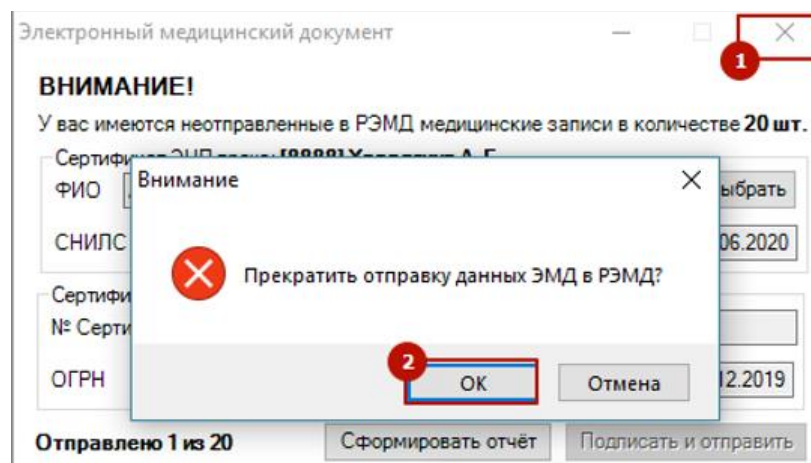 Электронный медицинский документ
1
ВНИМАНИЕ!
У вас имеются неотправленные в РЭМД медицинские записи в количестве 20 шт.
ФИО
Внимание
ыбрать
СНИЛС
06.2020
Прекратить отправку данных ЭМД в РЭМД?
Сертифи
№ Серти
2
ОГРН
OK
Отмена
12.2019
Отправлено 1 из 20
Сформировать отчёт
Подписать и отправить